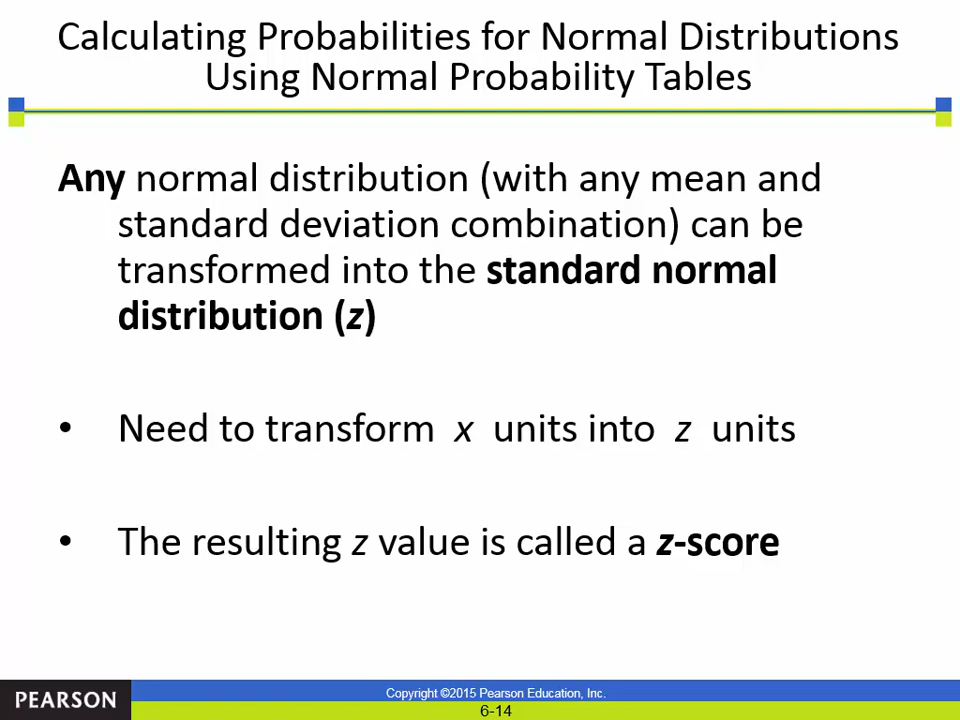 Calculating Probabilities for Normal Distributions
Using Normal Probability Tables
Any normal distribution (with any mean and
standard deviation combination) can be
transformed into the standard normal
distribution (z)
• Need to transform x units into z units
• The resulting z value is called a z-score
PEARSON
Copyright ©2015 Pearson Education, Inc.
6-14